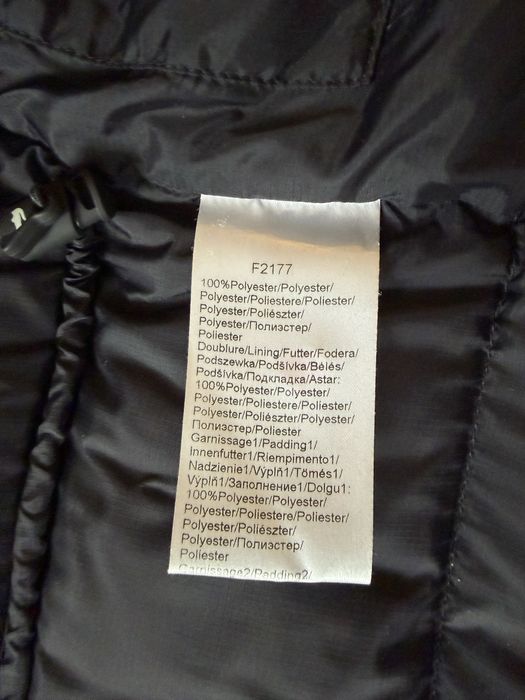 F2177
100%Polyester/Polyester/
Polyester/Poliestere/Poliester/
Polyester/Poliészter/
Polyester/Полиэстер/
Poliester
Doublure/Lining/Futter/Fodera/
Podszewka/Podšívka/Bélés/
Podšívka/Подкладка/Astar:
100%Polyester/Polyester/
Polyester/Poliestere/Poliester/
Polyester/Poliészter/Polyester/
Полиэстер/Poliester
Garnissage1/Padding1/
Innenfutter1/Riempimento1/
Nadzienie1/Výplň1/Tömés1/
Výplň1/Заполнение1/Dolgu1:
100%Polyester/Polyester/
Polyester/Poliestere/Poliester/
Polyester/Poliészter/
Polyester/Полиэстер/
Poliester
Garnissage2/Padding2/